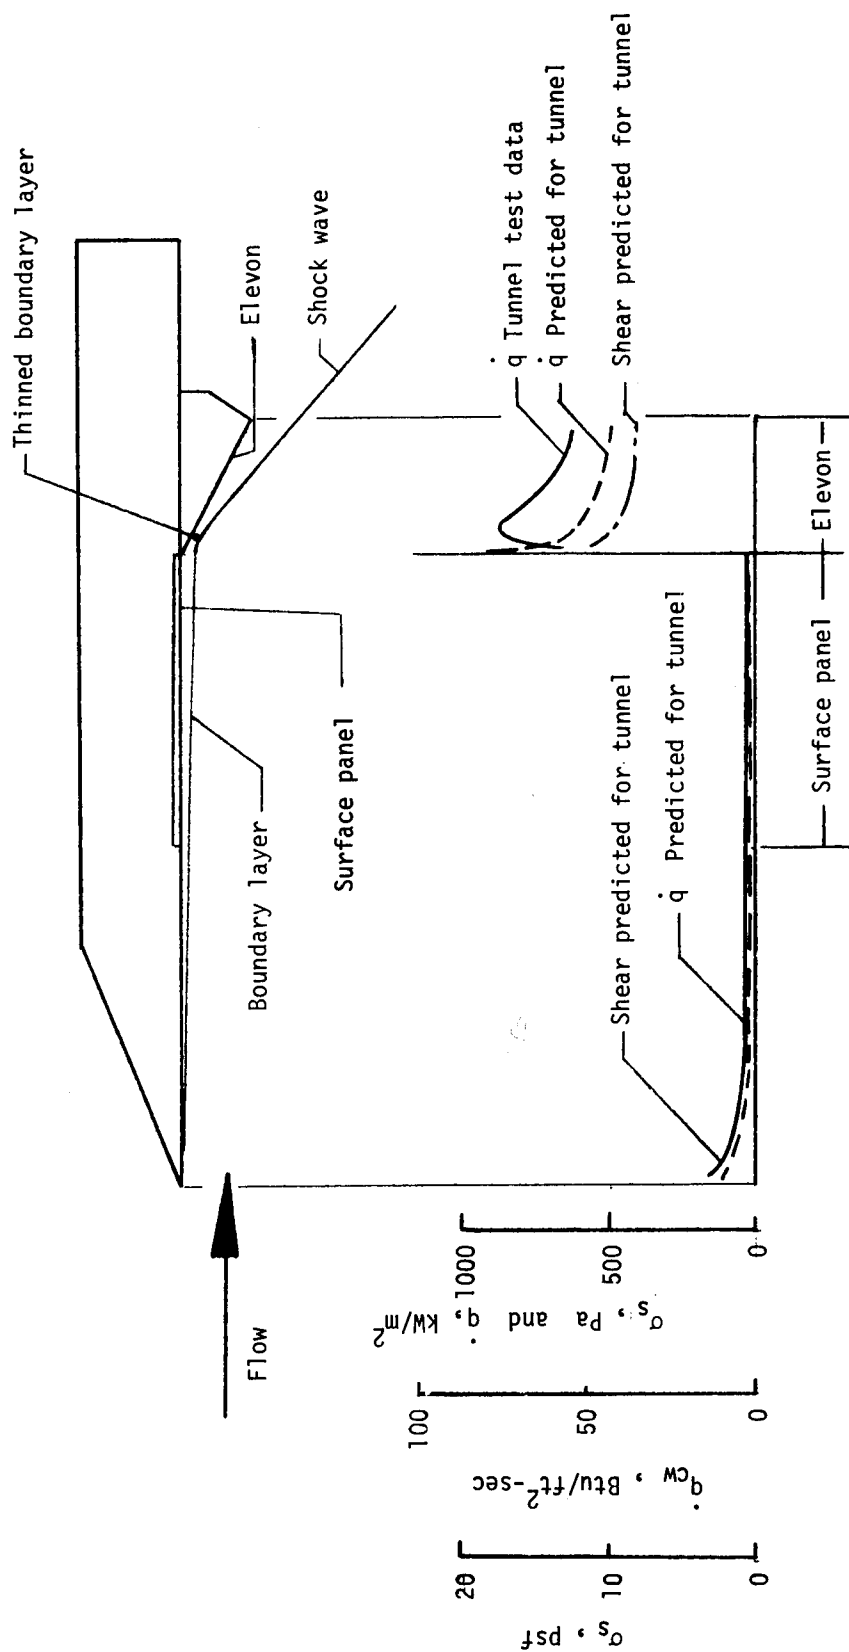 Thinned boundary layer
Elevon
Shock wave
Surface panel
Boundary layer
Flow
q̇ Tunnel test data
q̇ Predicted for tunnel
Shear predicted for tunnel
Shear predicted for tunnel
q̇ Predicted for tunnel
1000
500
0
σs, Pa and q̇, kW/m²
100
50
0
q̇cw, Btu/ft²-sec
20
10
0
σs, psf
Surface panel
Elevon